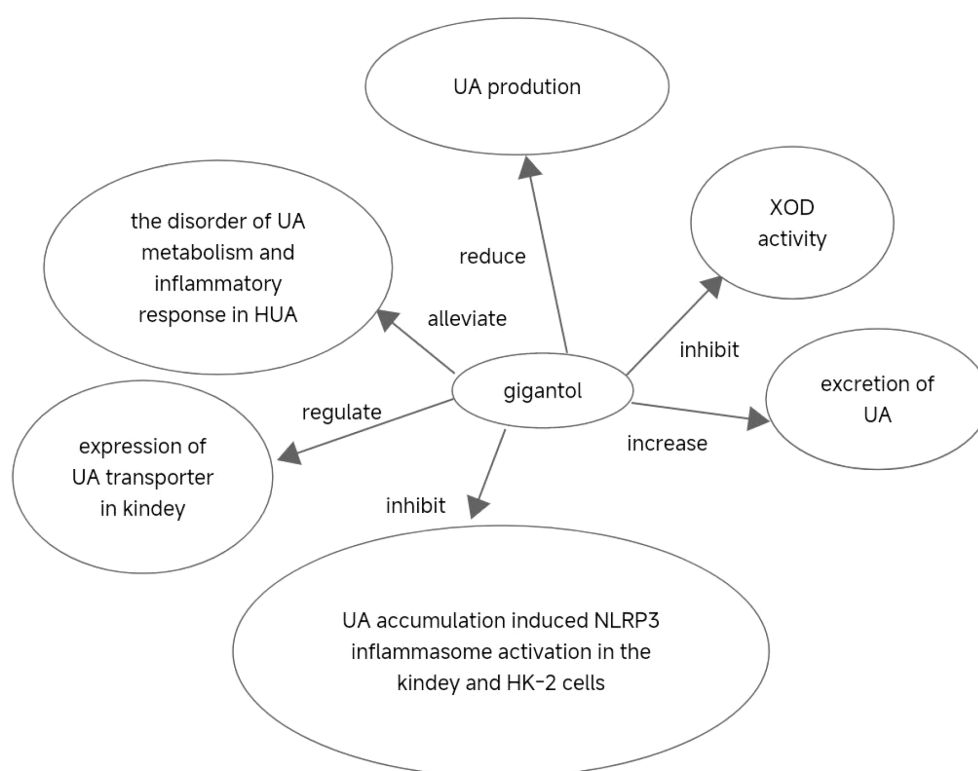 UA prodution
XOD
activity
the disorder of UA
metabolism and
inflammatory
response in HUA
reduce
alleviate
inhibit
gigantol
excretion of
UA
regulate
increase
expression of
UA transporter
in kindey
inhibit
UA accumulation induced NLRP3
inflammasome activation in the
kindey and HK-2 cells